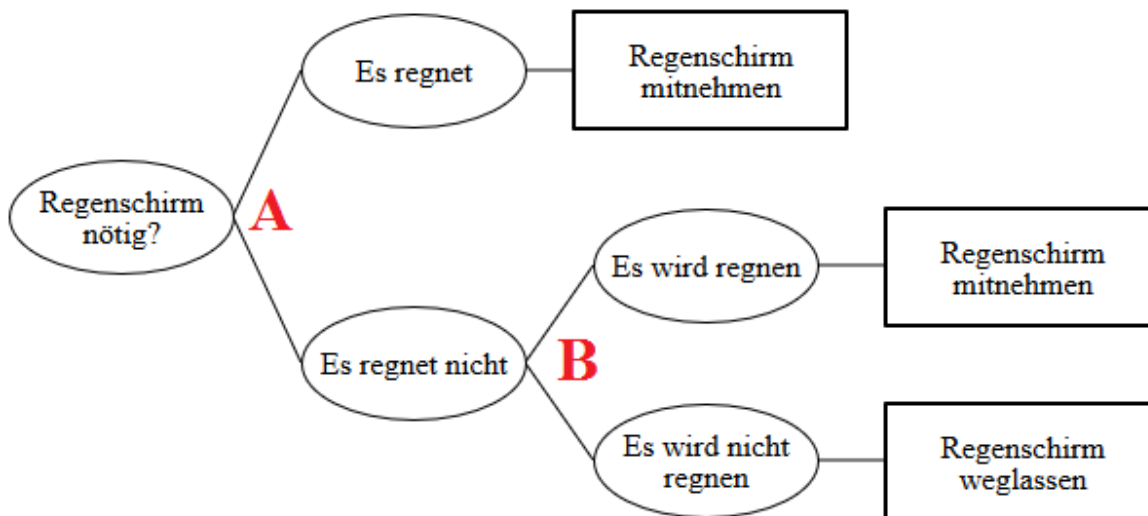 Es regnet
Regenschirm
mitnehmen
Regenschirm
nötig?
A
Es wird regnen
Regenschirm
mitnehmen
Es regnet nicht
B
Es wird nicht
regnen
Regenschirm
weglassen